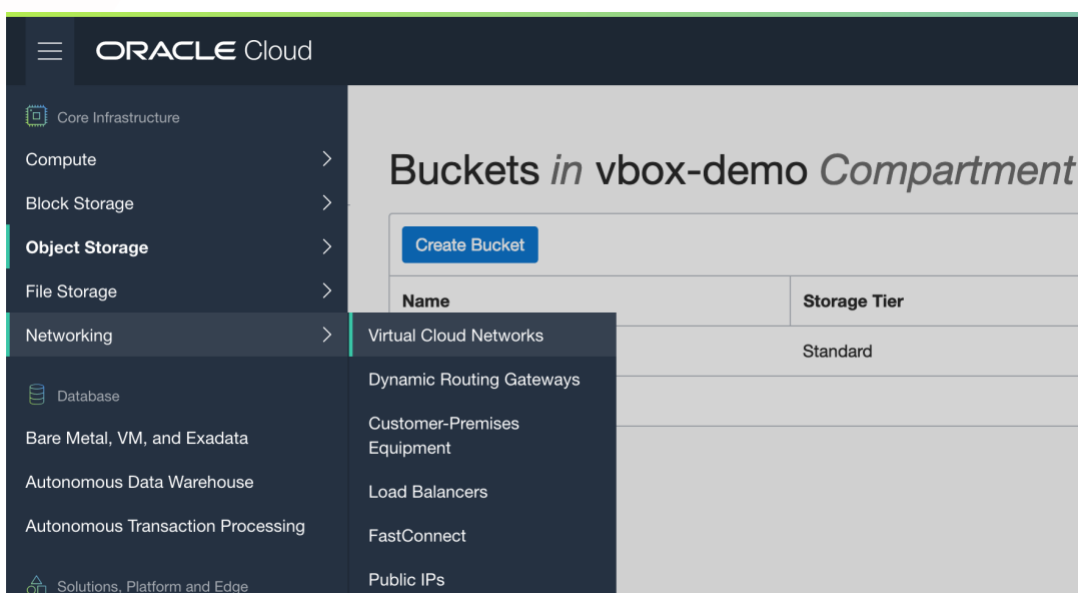 ORACLE Cloud
Core Infrastructure
Compute
Block Storage
Object Storage
File Storage
Networking
Database
Bare Metal, VM, and Exadata
Autonomous Data Warehouse
Autonomous Transaction Processing
Solutions, Platform and Edge
Virtual Cloud Networks
Dynamic Routing Gateways
Customer-Premises
Equipment
Load Balancers
FastConnect
Public IPs
Buckets in vbox-demo Compartment
Create Bucket
Name
Storage Tier
Standard